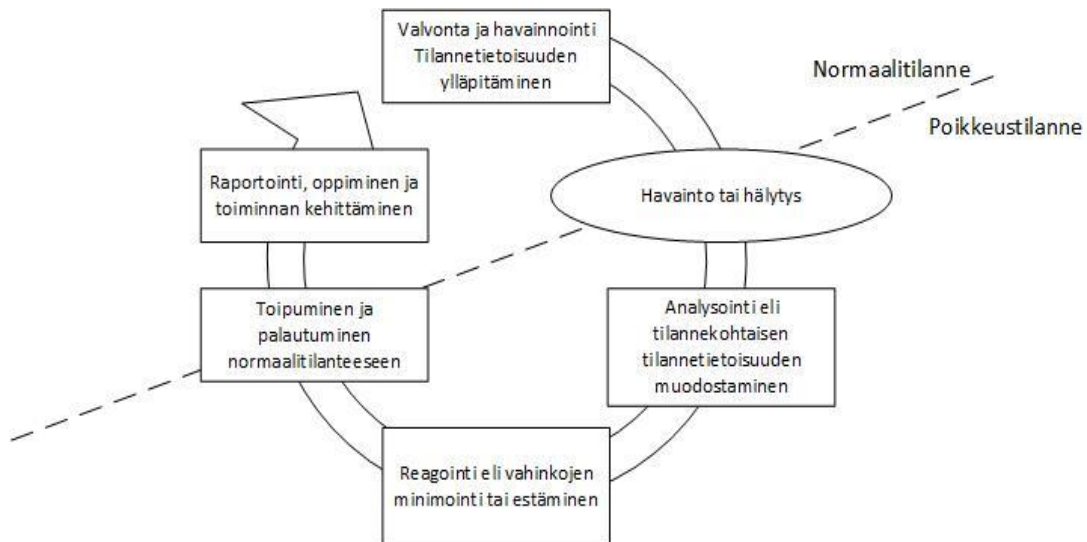 Valvonta ja havainnointi
Tilannetietoisuuden
ylläpitäminen
Normaalitilanne
Poikkeustilanne
Havainto tai hälytys
Analysointi eli
tilannekohtaisen
tilannetietoisuuden
muodostaminen
Reagointi eli vahinkojen
minimointi tai estäminen
Toipuminen ja
palautuminen
normaalitilanteeseen
Raportointi, oppiminen ja
toiminnan kehittäminen